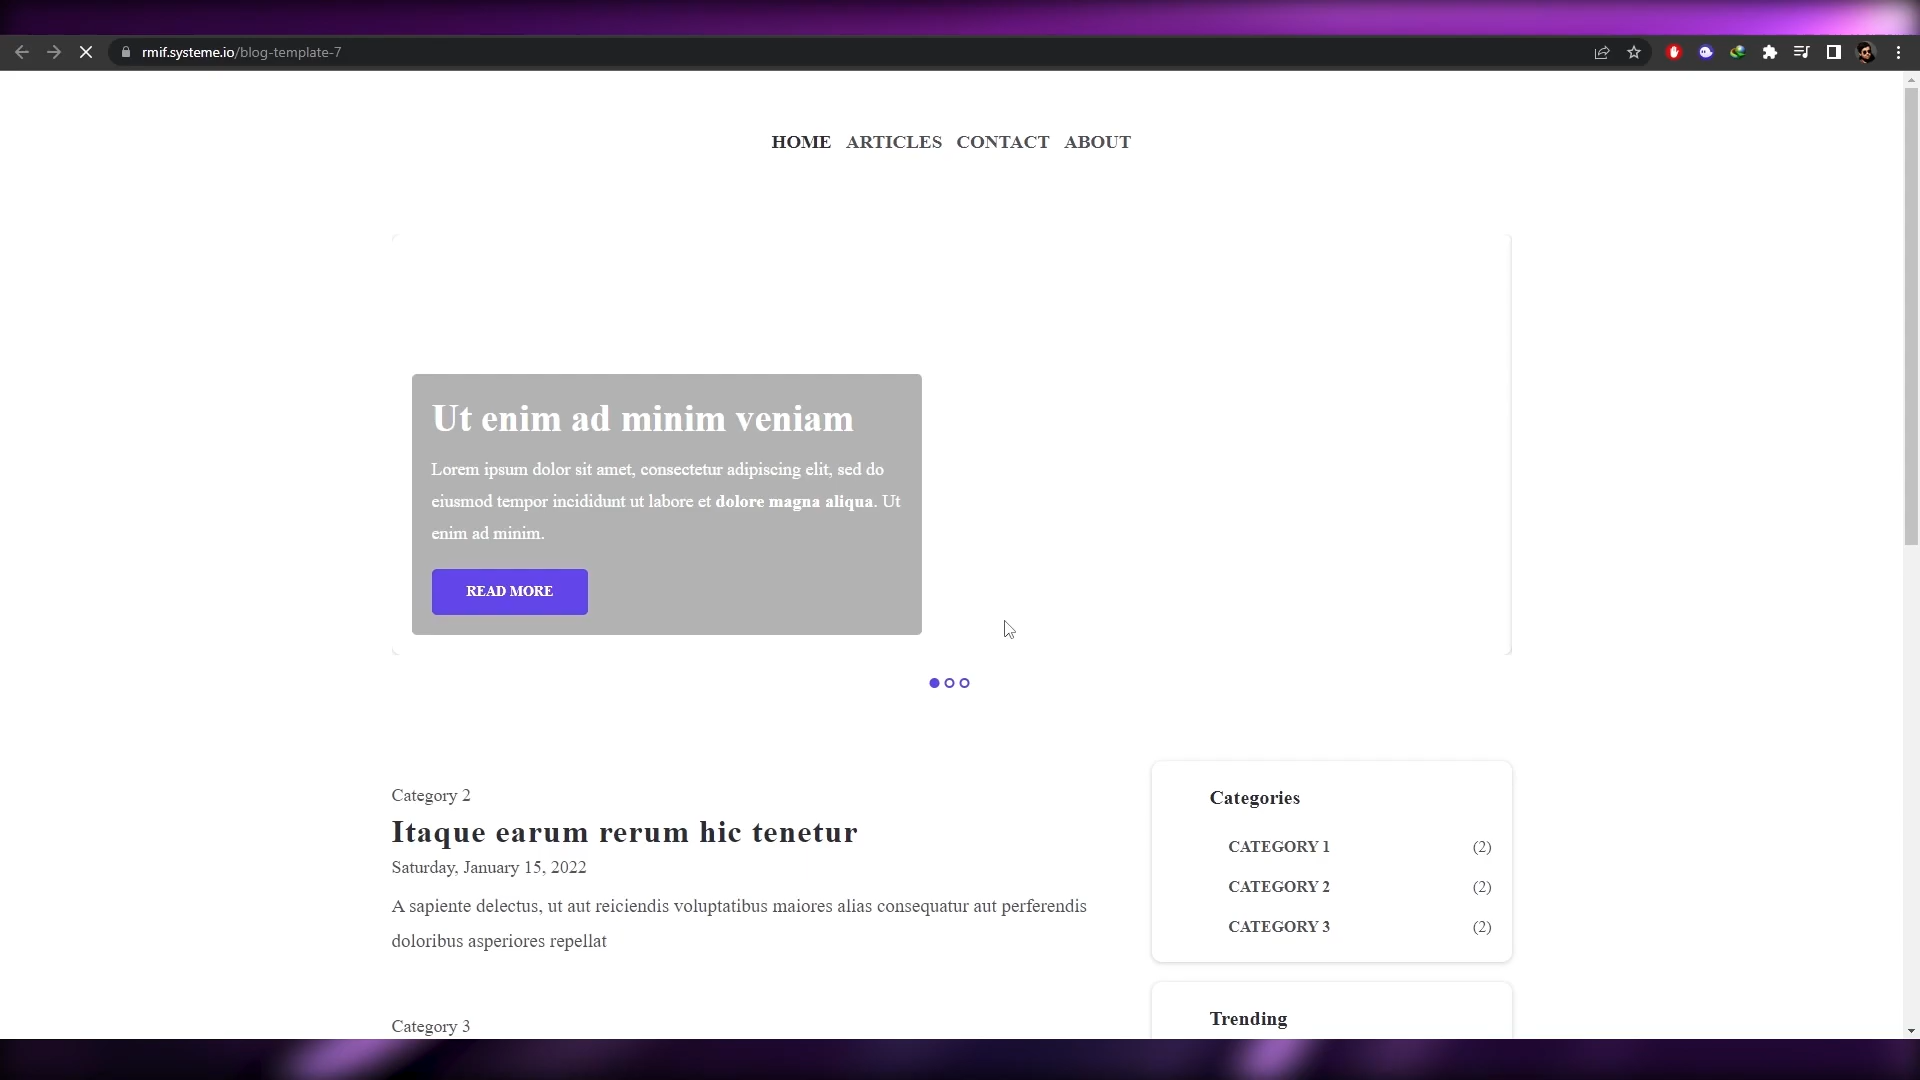 rmif.systeme.io/blog-template-7
HOME ARTICLES CONTACT ABOUT
Ut enim ad minim veniam
Lorem ipsum dolor sit amet, consectetur adipiscing elit, sed do
eiusmod tempor incididunt ut labore et dolore magna aliqua. Ut
enim ad minim.
READ MORE
Category 2
Itaque earum rerum hic tenetur
Saturday, January 15, 2022
A sapiente delectus, ut aut reiciendis voluptatibus maiores alias consequatur aut perferendis
doloribus asperiores repellat
Category 3
Categories
CATEGORY 1 (2)
CATEGORY 2 (2)
CATEGORY 3 (2)
Trending